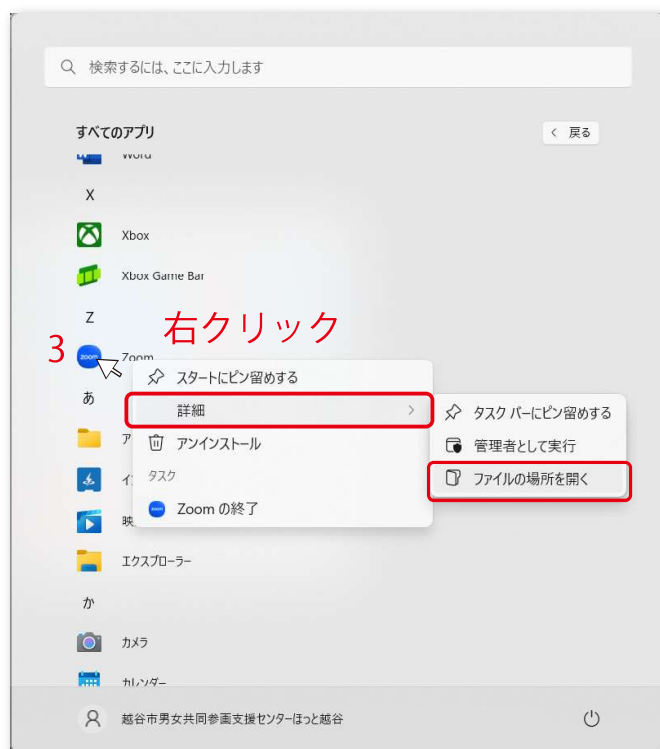 検索するには、ここに入力します
すべてのアプリ
戻る
Word
X
Xbox
Xbox Game Bar
Z
右クリック
3
zoom
Zoom
スタートにピン留めする
あ
詳細
タスク バーにピン留めする
ア
アンインストール
管理者として実行
イ
タスク
ファイルの場所を開く
映
Zoom の終了
エクスプローラー
か
カメラ
カレンダー
越谷市男女共同参画支援センターほっと越谷